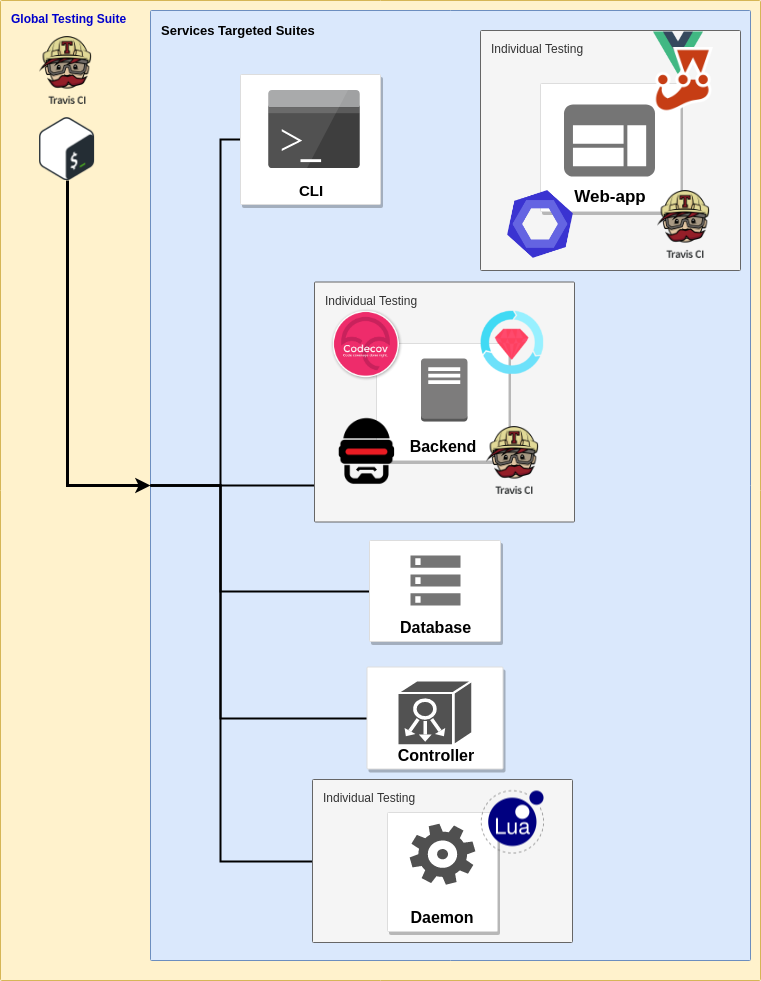 Global Testing Suite
Travis CI
$_
Services Targeted Suites
>_
CLI
Individual Testing
Web-app
Travis CI
Individual Testing
Codecov
Backend
Travis CI
Database
Controller
Individual Testing
Lua
Daemon